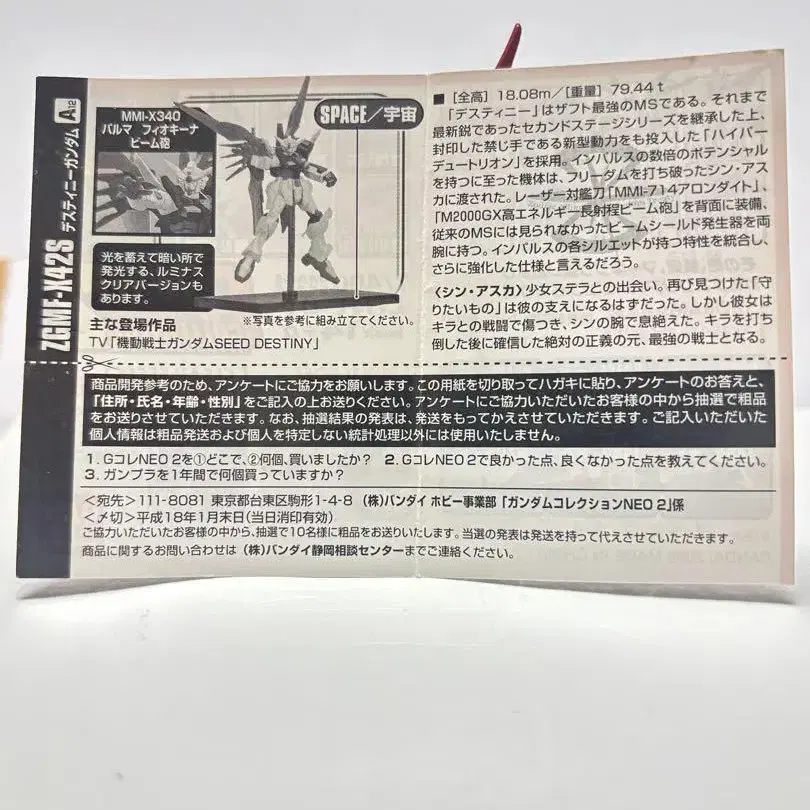 ZGMF-X42S デスティニーガンダム A12
MMI-X340
パルマ フィオキーナ
ビーム砲
SPACE/宇宙
光を蓄えて暗い所で
発光する、ルミナス
クリアバージョンも
あります。
※写真を参考に組み立ててください。
主な登場作品
TV「機動戦士ガンダムSEED DESTINY」
■ [全高] 18.08m/[重量] 79.44t
「デスティニー」はザフト最強のMSである。それまで
最新鋭であったセカンドステージシリーズを継承した上、
封印した禁じ手である新型動力をも投入した「ハイパー
デュートリオン」を採用。インパルスの数倍のポテンシャル
を持つに至った機体は、フリーダムを打ち破ったシン・アス
カに渡された。レーザー対艦刀「MMI-714アロンダイト」、
「M2000GX高エネルギー長射程ビーム砲」を背面に装備、
従来のMSには見られなかったビームシールド発生器を両
腕に持つ。インパルスの各シルエットが持つ特性を統合し、
さらに強化した仕様と言えるだろう。
〈シン・アスカ〉少女ステラとの出会い。再び見つけた「守
りたいもの」は彼の支えになるはずだった。しかし彼女は
キラとの戦闘で傷つき、シンの腕で息絶えた。キラを打ち
倒した後に確信した絶対の正義の元、最強の戦士となる。
商品開発参考のため、アンケートにご協力をお願いします。この用紙を切り取ってハガキに貼り、アンケートのお答えと、
「住所・氏名・年齢・性別」をご記入の上お送りください。アンケートにご協力いただいたお客様の中から抽選で粗品
をお送りさせていただきます。なお、抽選結果の発表は、発送をもってかえさせていただきます。ご記入いただいた
個人情報は粗品発送および個人を特定しない統計処理以外には使用いたしません。
1. GコレNEO 2を①どこで、②何個、買いましたか? 2. GコレNEO 2で良かった点、良くなかった点を教えてください。
3. ガンプラを1年間で何個買っていますか?
<宛先>111-8081 東京都台東区駒形1-4-8 (株)バンダイ ホビー事業部「ガンダムコレクションNEO 2」係
<〆切>平成18年1月末日(当日消印有効)
ご協力いただいたお客様の中から、抽選で10名様に粗品をお送りいたします。当選の発表は発送を持って代えさせていただきます。
商品に関するお問い合わせは (株)バンダイ静岡相談センターまでご連絡ください。